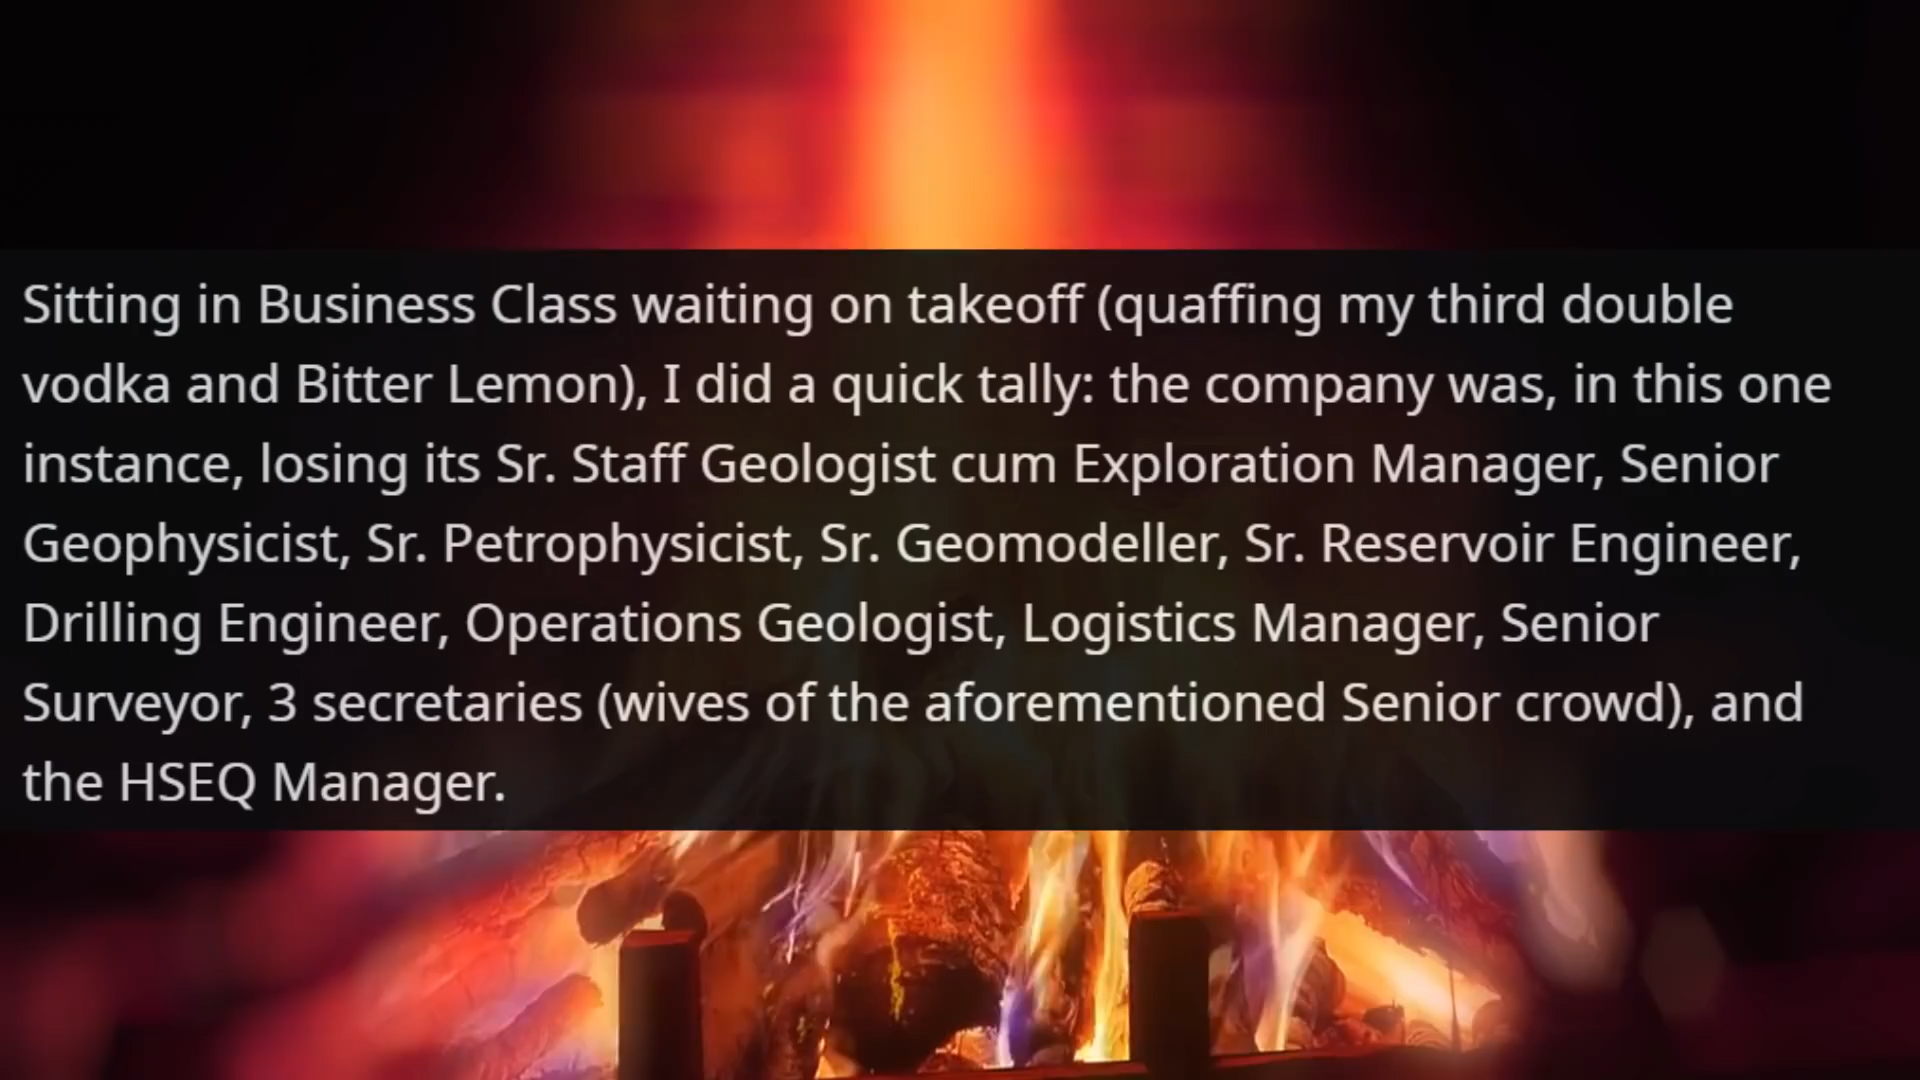 Sitting in Business Class waiting on takeoff (quaffing my third double
vodka and Bitter Lemon), I did a quick tally: the company was, in this one
instance, losing its Sr. Staff Geologist cum Exploration Manager, Senior
Geophysicist, Sr. Petrophysicist, Sr. Geomodeller, Sr. Reservoir Engineer,
Drilling Engineer, Operations Geologist, Logistics Manager, Senior
Surveyor, 3 secretaries (wives of the aforementioned Senior crowd), and
the HSEQ Manager.